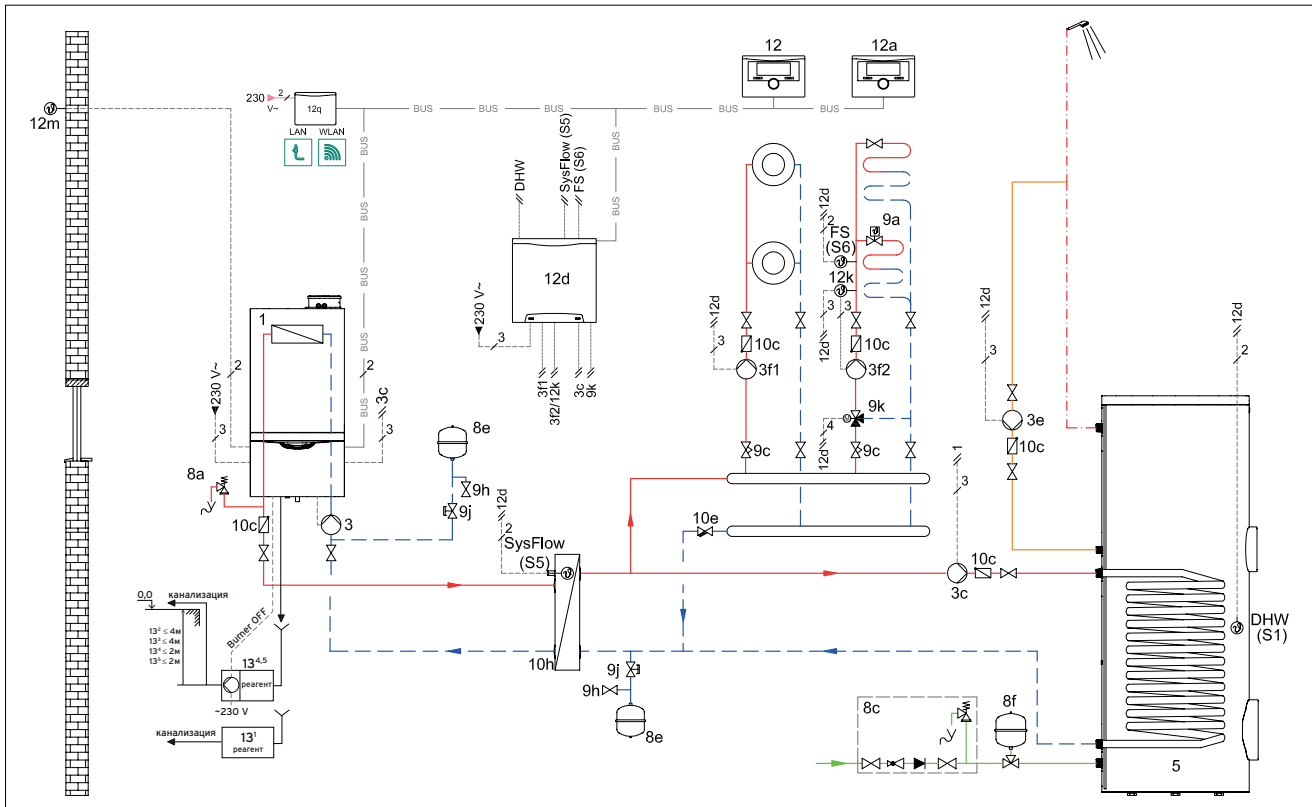 12
12a
230
V~
2
12q
BUS
BUS
BUS
BUS
BUS
BUS
12m
LAN
WLAN
BUS
BUS
DHW
SysFlow (S5)
FS (S6)
BUS
12d
2
FS
(S6)
9a
12k
12d
230 V~
3
12d
3
3
3
12d
10c
3f1
10c
3f2
3f1
3f2/12k
3c
9k
1
2
BUS
2
230 V~
3
3c
3
12d
3
12d
2
9k
M
4
12d
9c
9c
3e
10c
8e
9h
9j
8a
10c
3
12d
2
SysFlow
(S5)
10e
1
3
10c
3c
DHW
(S1)
0,0
канализация
13² ≤ 4м
13³ ≤ 4м
13⁴ ≤ 2м
13⁵ ≤ 2м
Burner OFF
13⁴,⁵
реагент
~230 V
канализация
13¹
реагент
10h
9j
9h
8e
8c
8f
5